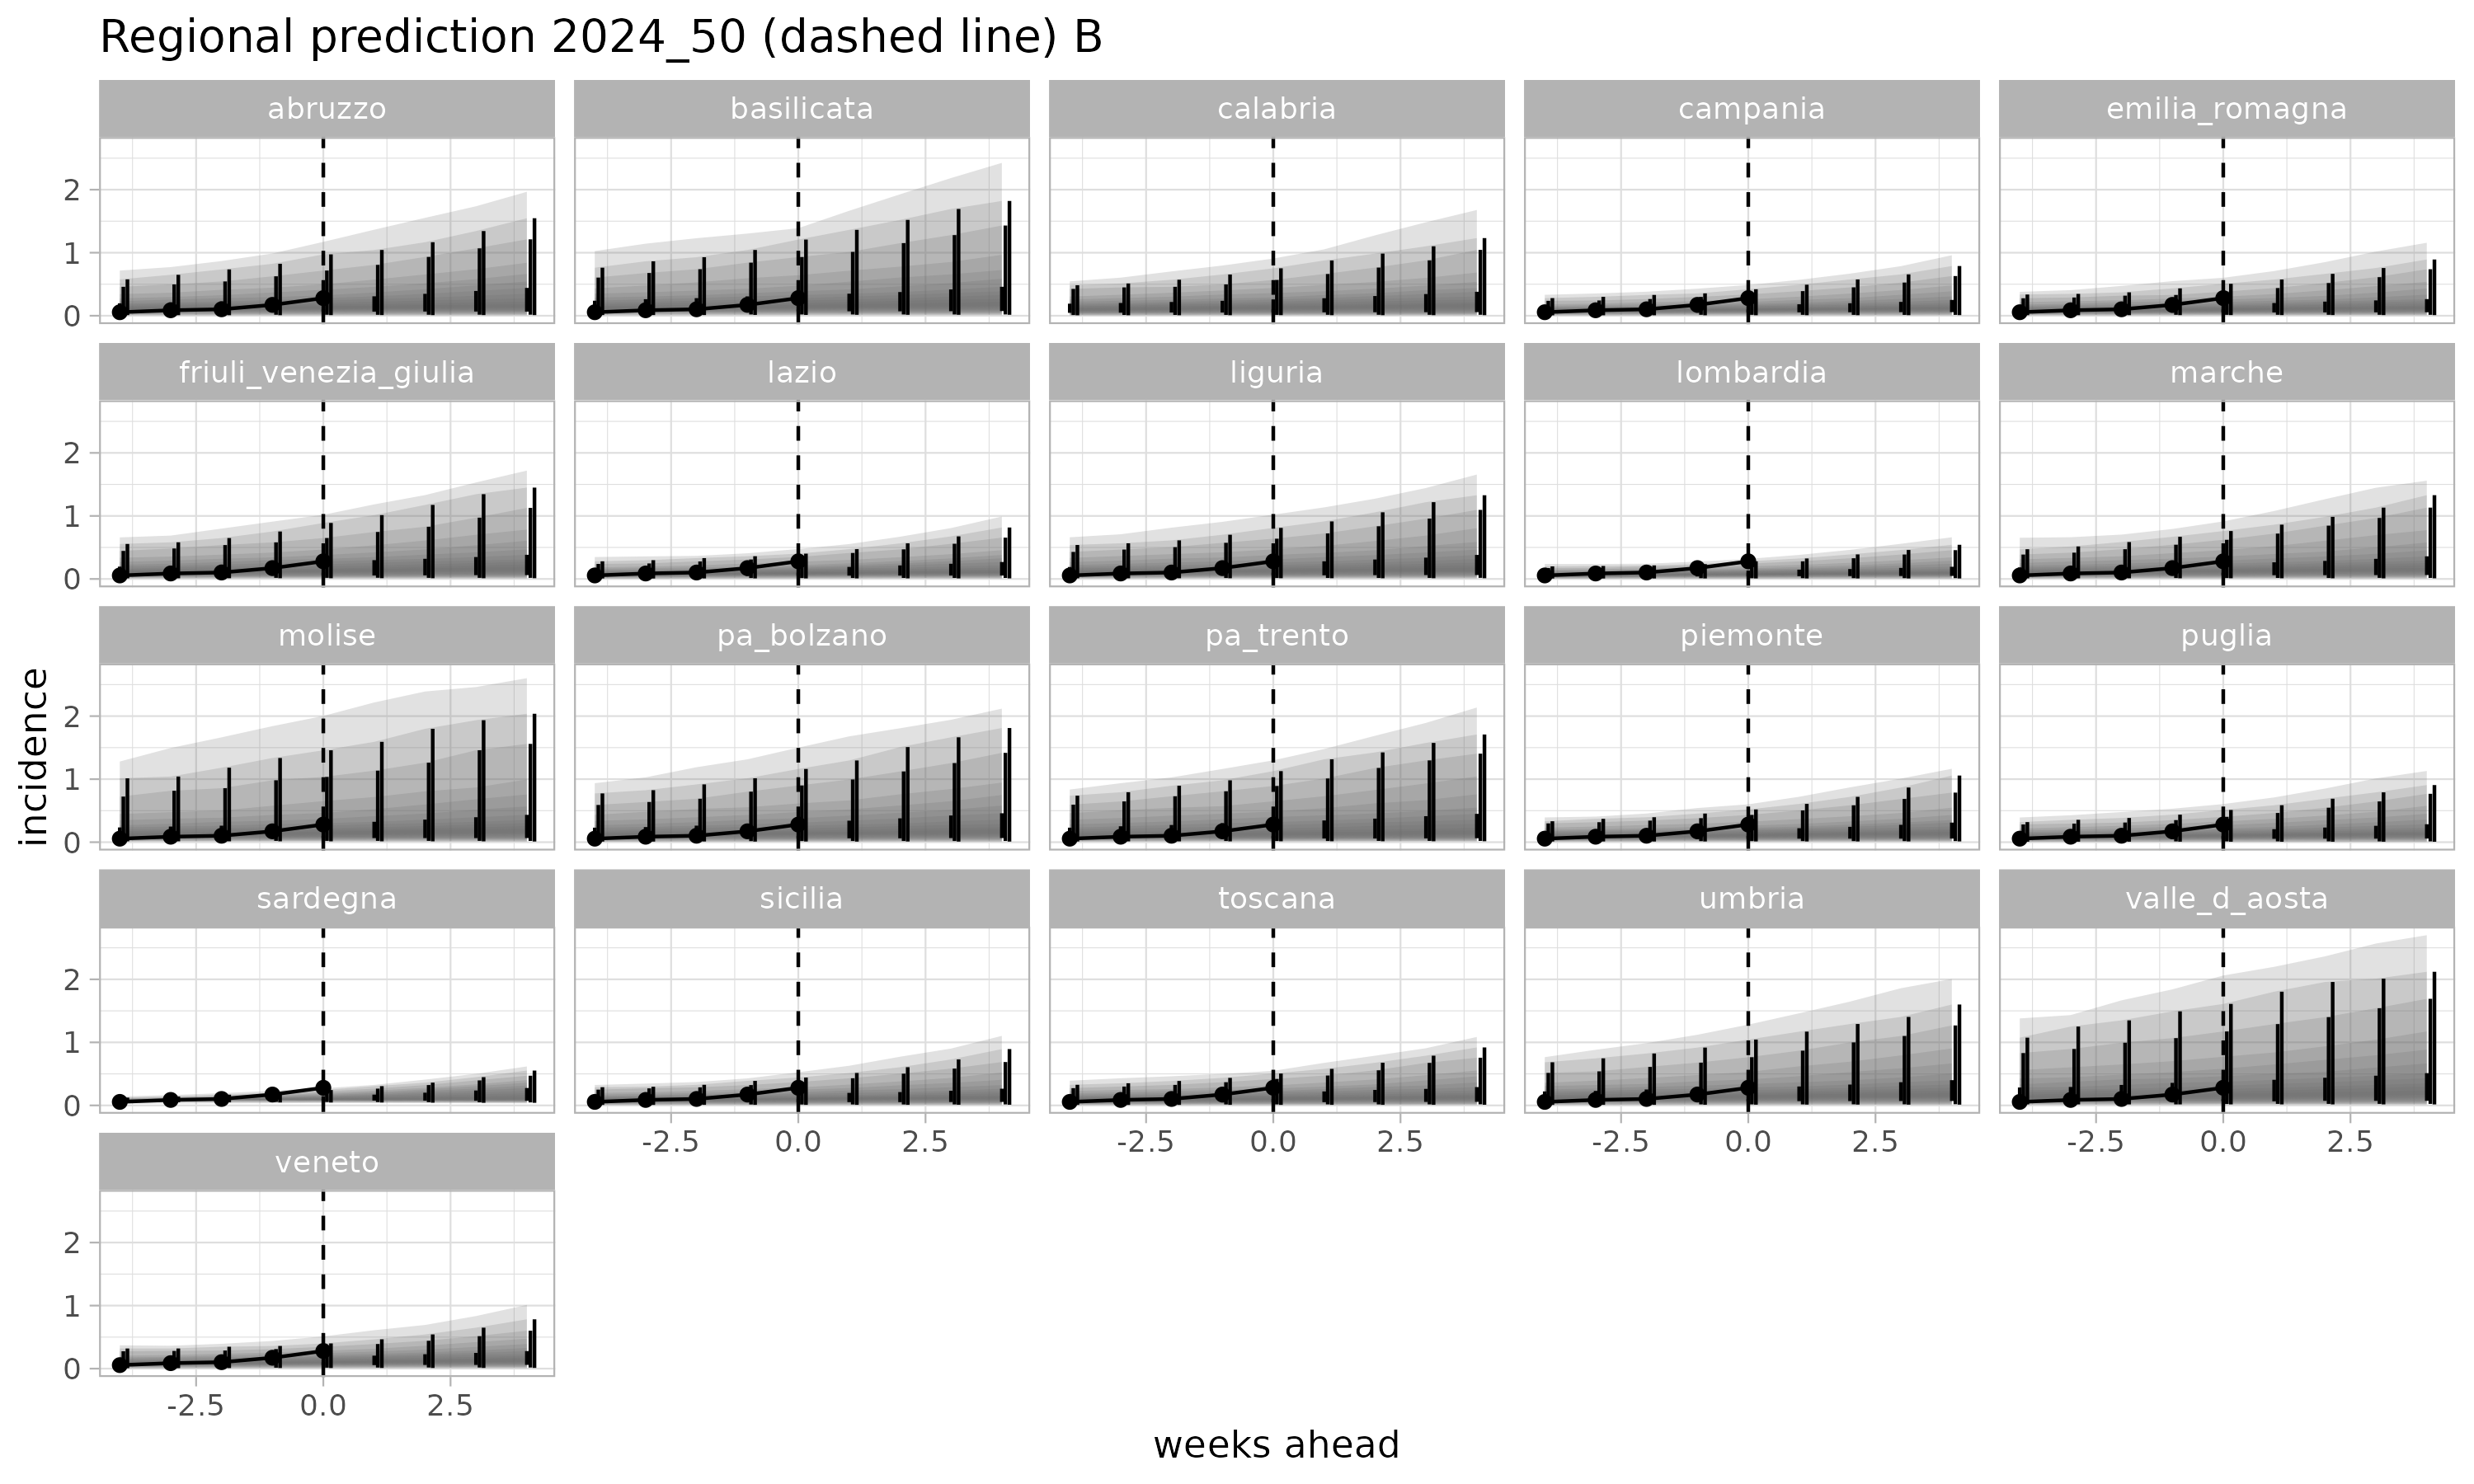 Regional prediction 2024_50 (dashed line) B
abruzzo
basilicata
calabria
campania
emilia_romagna
2
1
0
friuli_venezia_giulia
lazio
liguria
lombardia
marche
2
1
0
molise
pa_bolzano
pa_trento
piemonte
puglia
incidence
2
1
0
sardegna
sicilia
toscana
umbria
valle_d_aosta
2
1
0
-2.5 0.0 2.5
-2.5 0.0 2.5
-2.5 0.0 2.5
-2.5 0.0 2.5
veneto
2
1
0
-2.5 0.0 2.5
weeks ahead